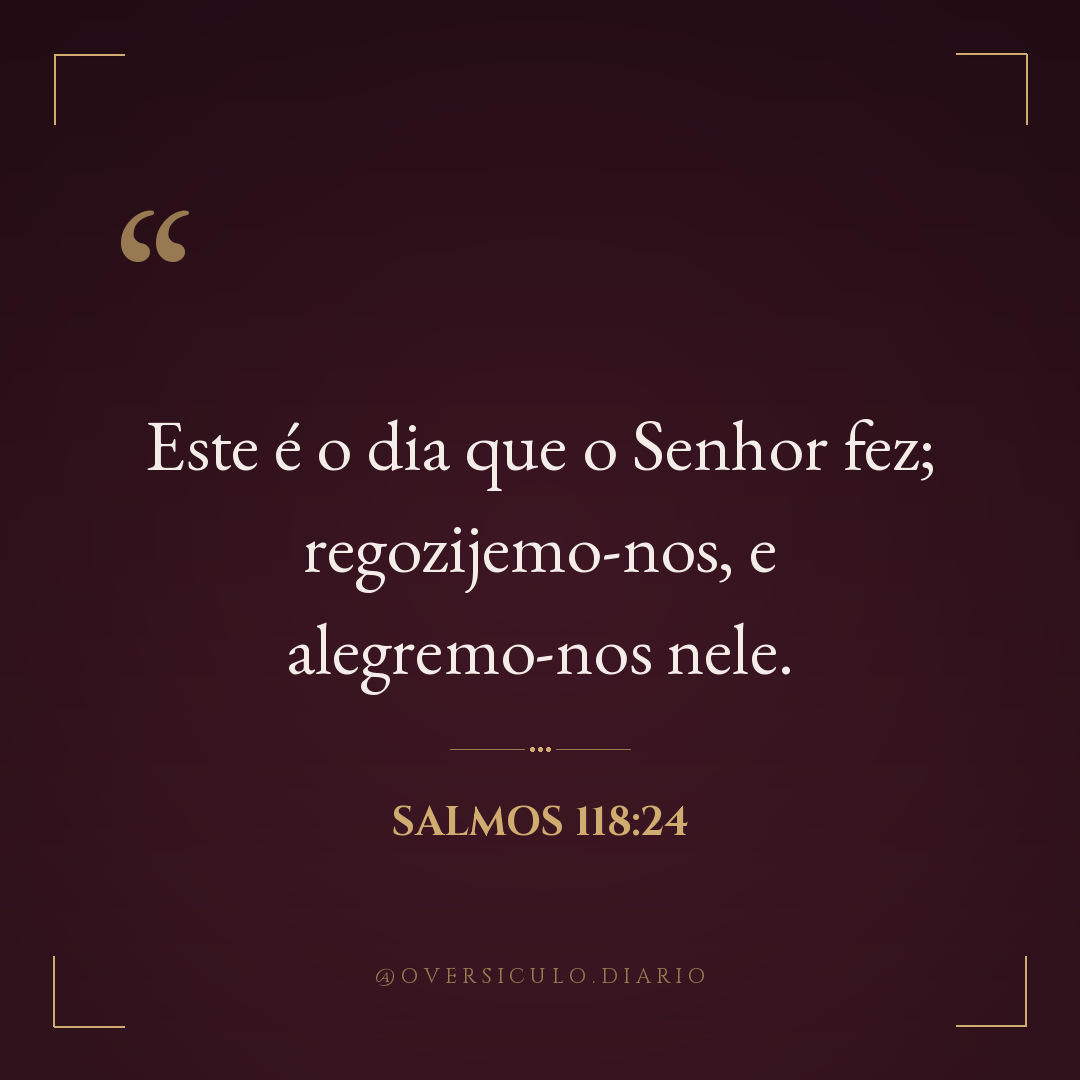 “
Este é o dia que o Senhor fez;
regozijemo-nos, e
alegremo-nos nele.
SALMOS 118:24
@OVERSICULO.DIARIO